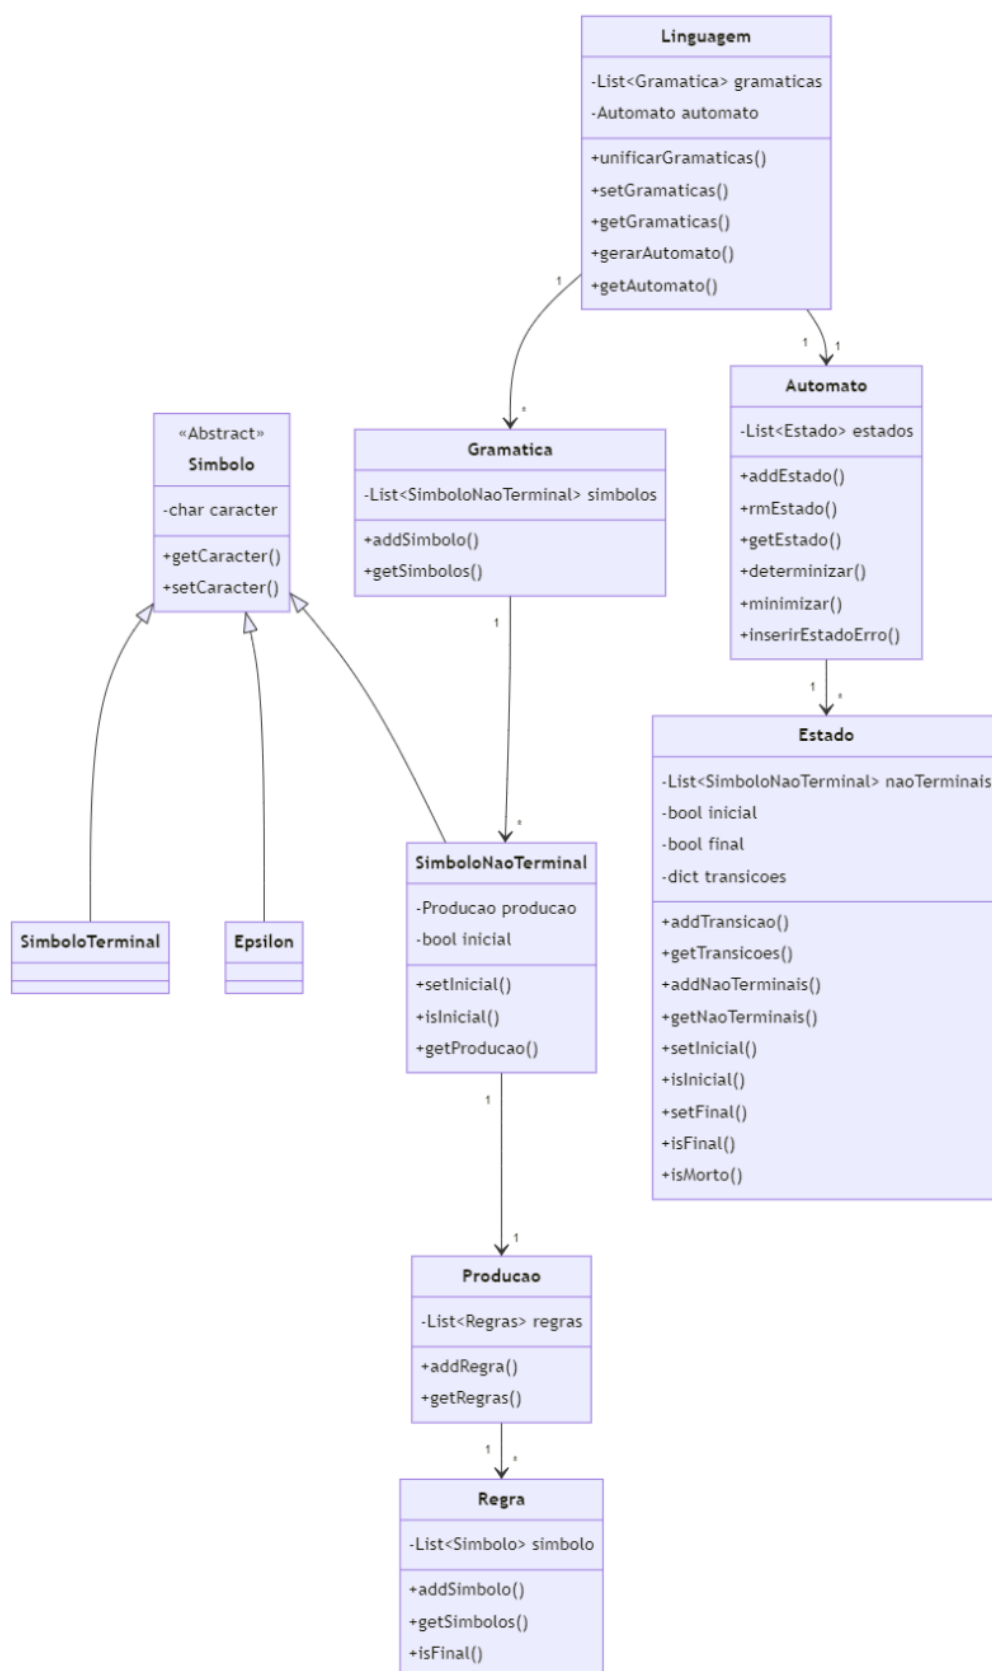 Linguagem
-List<Gramatica> gramaticas
-Automato automato
+unificarGramaticas()
+setGramaticas()
+getGramaticas()
+gerarAutomato()
+getAutomato()
1
*
1
1
Automato
-List<Estado> estados
+addEstado()
+rmEstado()
+getEstado()
+determinizar()
+minimizar()
+inserirEstadoErro()
1
*
«Abstract»
Simbolo
-char caracter
+getCaracter()
+setCaracter()
Gramatica
-List<SimboloNaoTerminal> simbolos
+addSimbolo()
+getSimbolos()
1
*
Estado
-List<SimboloNaoTerminal> naoTerminais
-bool inicial
-bool final
-dict transicoes
+addTransicao()
+getTransicoes()
+addNaoTerminais()
+getNaoTerminais()
+setInicial()
+isInicial()
+setFinal()
+isFinal()
+isMorto()
SimboloTerminal
Epsilon
SimboloNaoTerminal
-Producao producao
-bool inicial
+setInicial()
+isInicial()
+getProducao()
1
1
Producao
-List<Regras> regras
+addRegra()
+getRegras()
1
*
Regra
-List<Simbolo> simbolo
+addSimbolo()
+getSimbolos()
+isFinal()